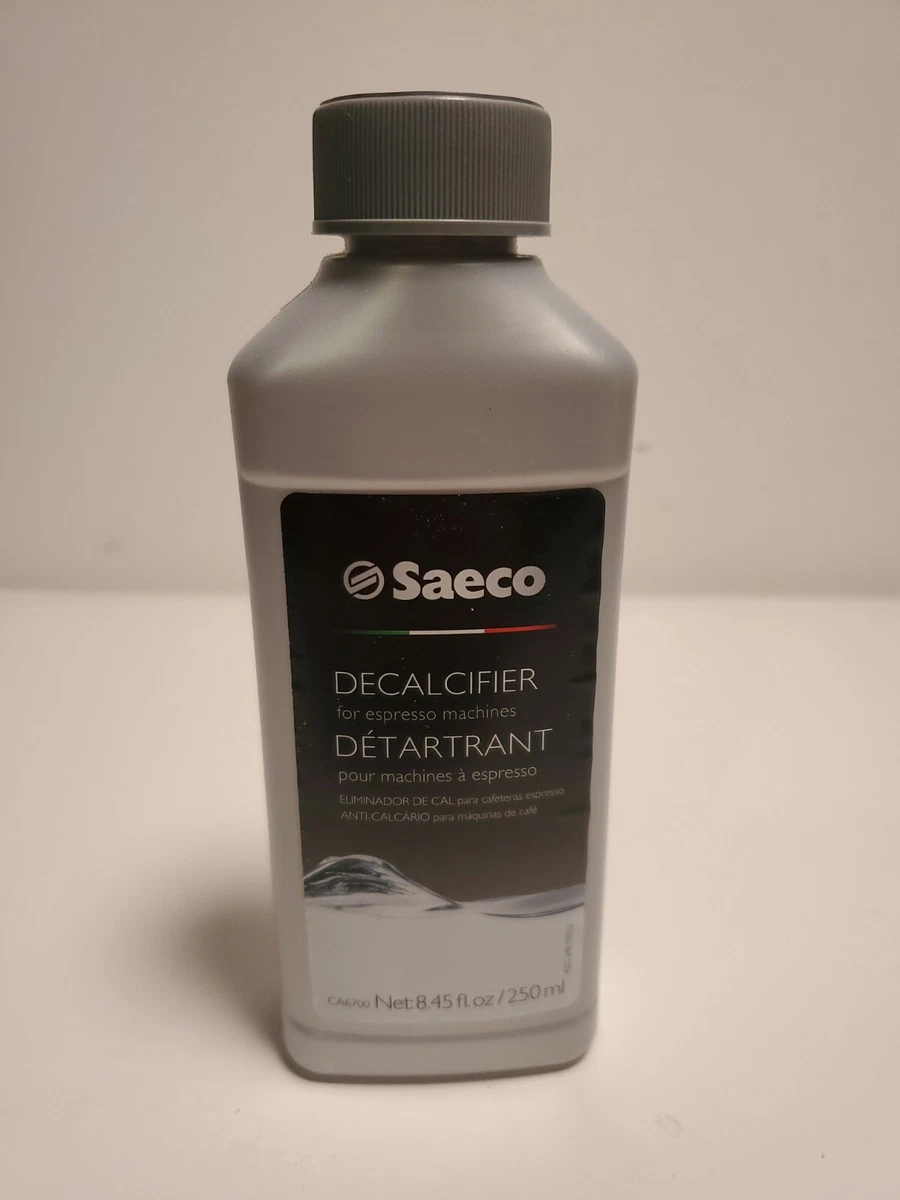 Saeco
DECALCIFIER
for espresso machines
DÉTARTRANT
pour machines à espresso
ELIMINADOR DE CAL para cafeteras espresso
ANTI-CALCÁRIO para máquinas de café
CA6700 Net 8.45 fl. oz / 250 ml